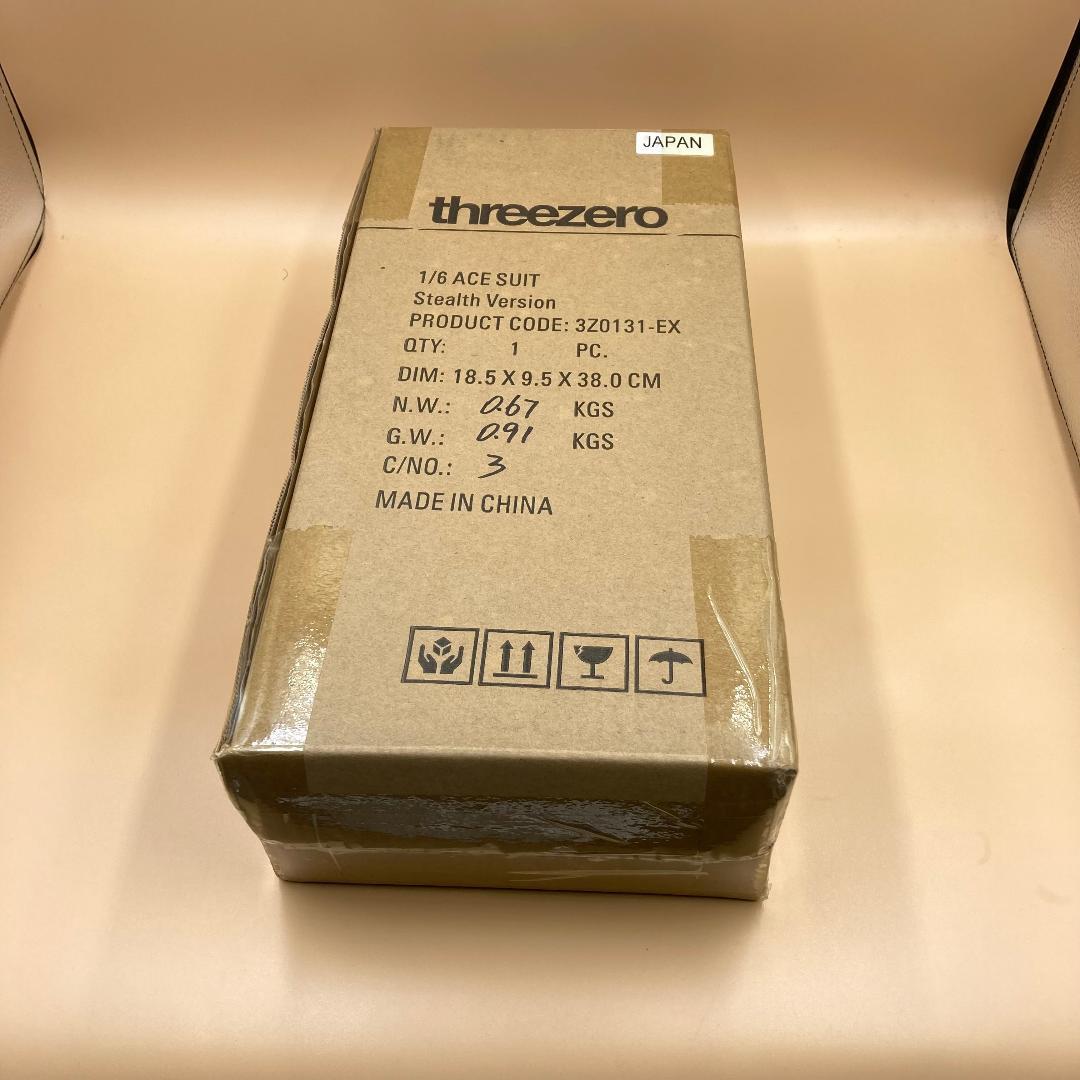 JAPAN
threezero
1/6 ACE SUIT
Stealth Version
PRODUCT CODE: 3Z0131-EX
QTY: 1 PC.
DIM: 18.5 X 9.5 X 38.0 CM
N.W.: 0.67 KGS
G.W.: 0.91 KGS
C/NO.: 3
MADE IN CHINA